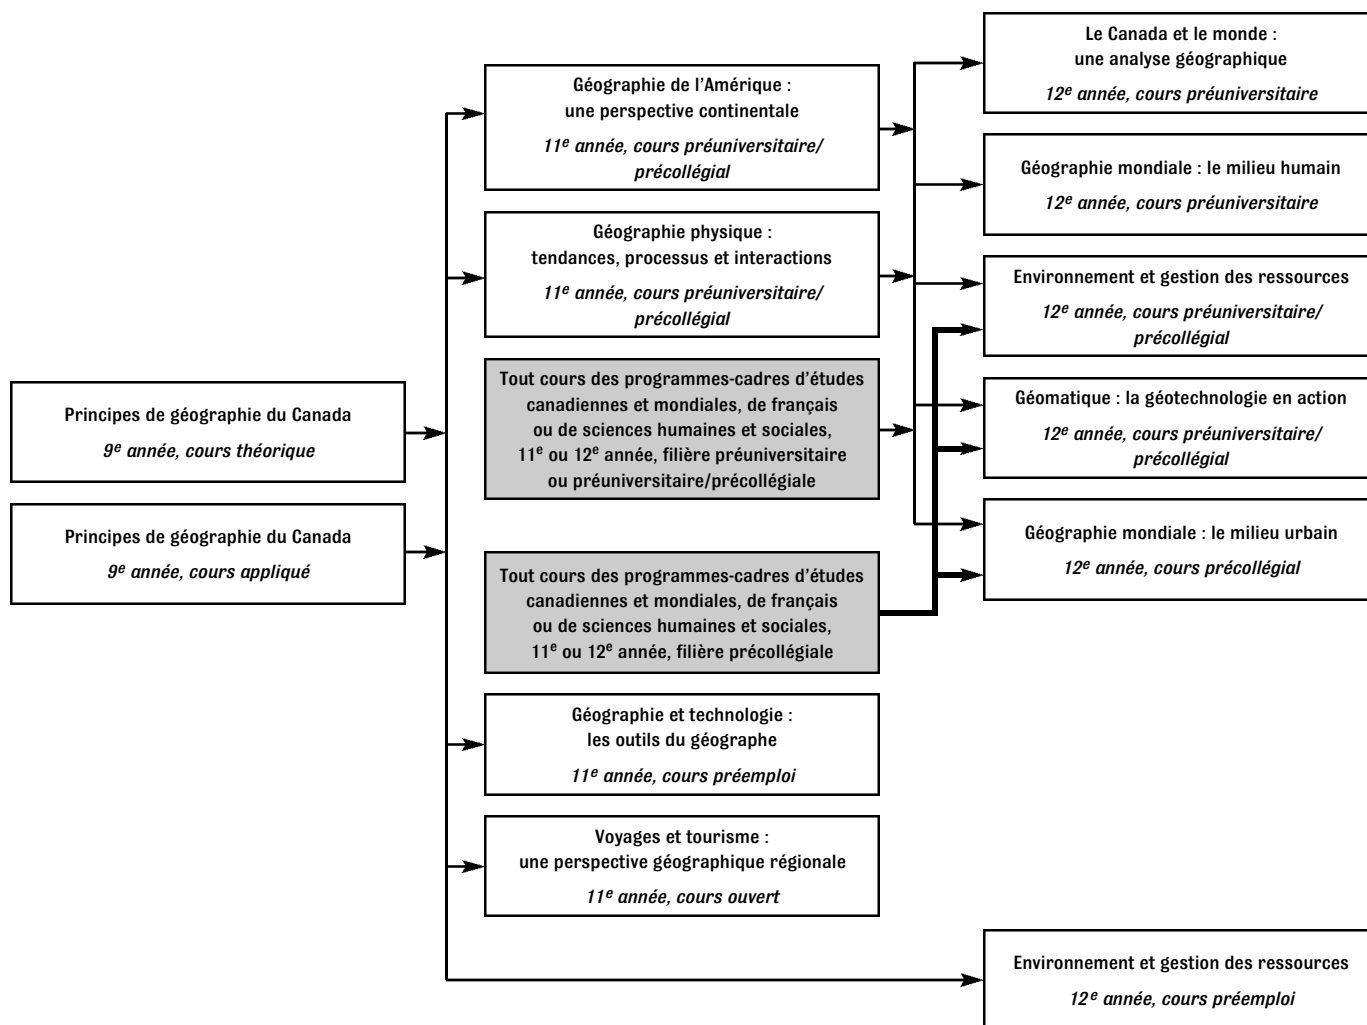 Principes de géographie du Canada
9e année, cours théorique
Principes de géographie du Canada
9e année, cours appliqué
Géographie de l’Amérique :
une perspective continentale
11e année, cours préuniversitaire/
précollégial
Géographie physique :
tendances, processus et interactions
11e année, cours préuniversitaire/
précollégial
Tout cours des programmes-cadres d’études
canadiennes et mondiales, de français
ou de sciences humaines et sociales,
11e ou 12e année, filière préuniversitaire
ou préuniversitaire/précollégiale
Tout cours des programmes-cadres d’études
canadiennes et mondiales, de français
ou de sciences humaines et sociales,
11e ou 12e année, filière précollégiale
Géographie et technologie :
les outils du géographe
11e année, cours préemploi
Voyages et tourisme :
une perspective géographique régionale
11e année, cours ouvert
Le Canada et le monde :
une analyse géographique
12e année, cours préuniversitaire
Géographie mondiale : le milieu humain
12e année, cours préuniversitaire
Environnement et gestion des ressources
12e année, cours préuniversitaire/
précollégial
Géomatique : la géotechnologie en action
12e année, cours préuniversitaire/
précollégial
Géographie mondiale : le milieu urbain
12e année, cours précollégial
Environnement et gestion des ressources
12e année, cours préemploi